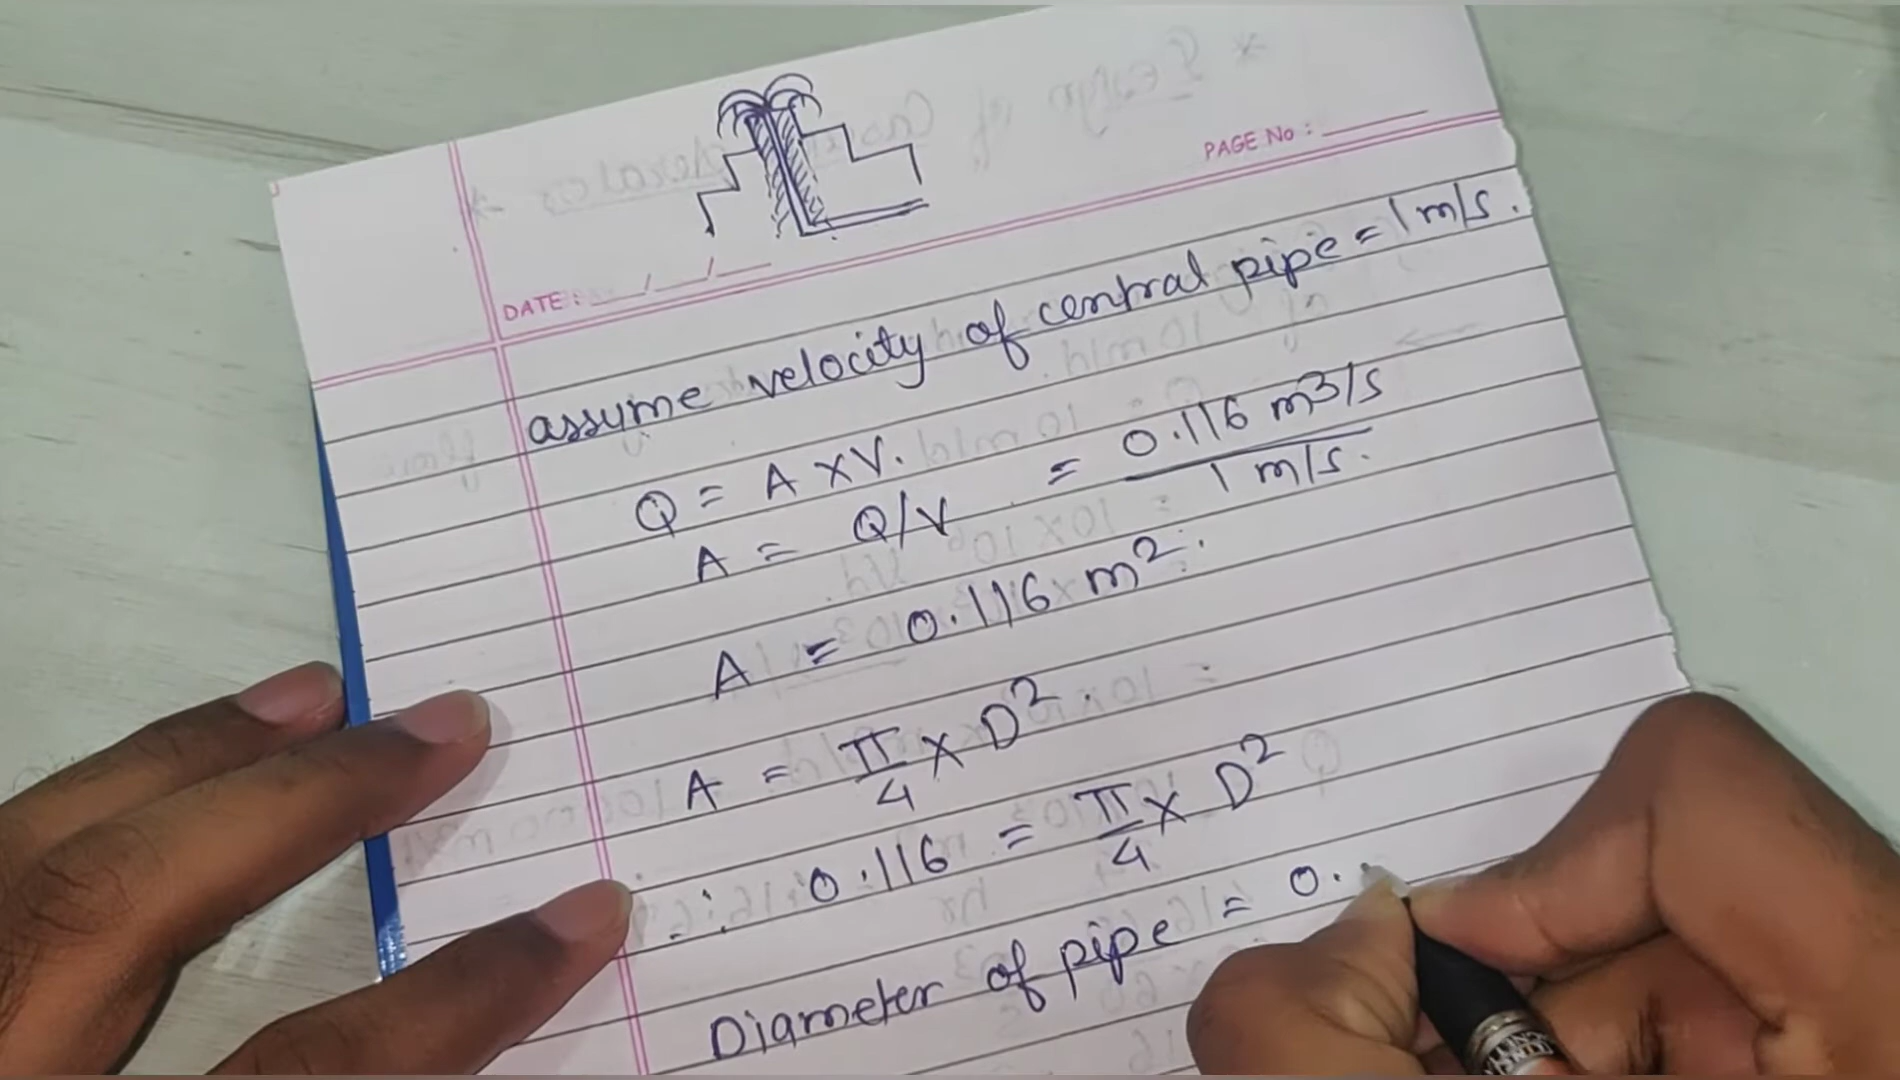 PAGE No :
DATE :
assume velocity of central pipe = 1 m/s.
Q = A x V.
A = Q/V = 0.116 m3/s / 1 m/s.
A = 0.116 m2.
A = π/4 x D2.
∴ 0.116 = π/4 x D2
Diameter of pipe = 0.